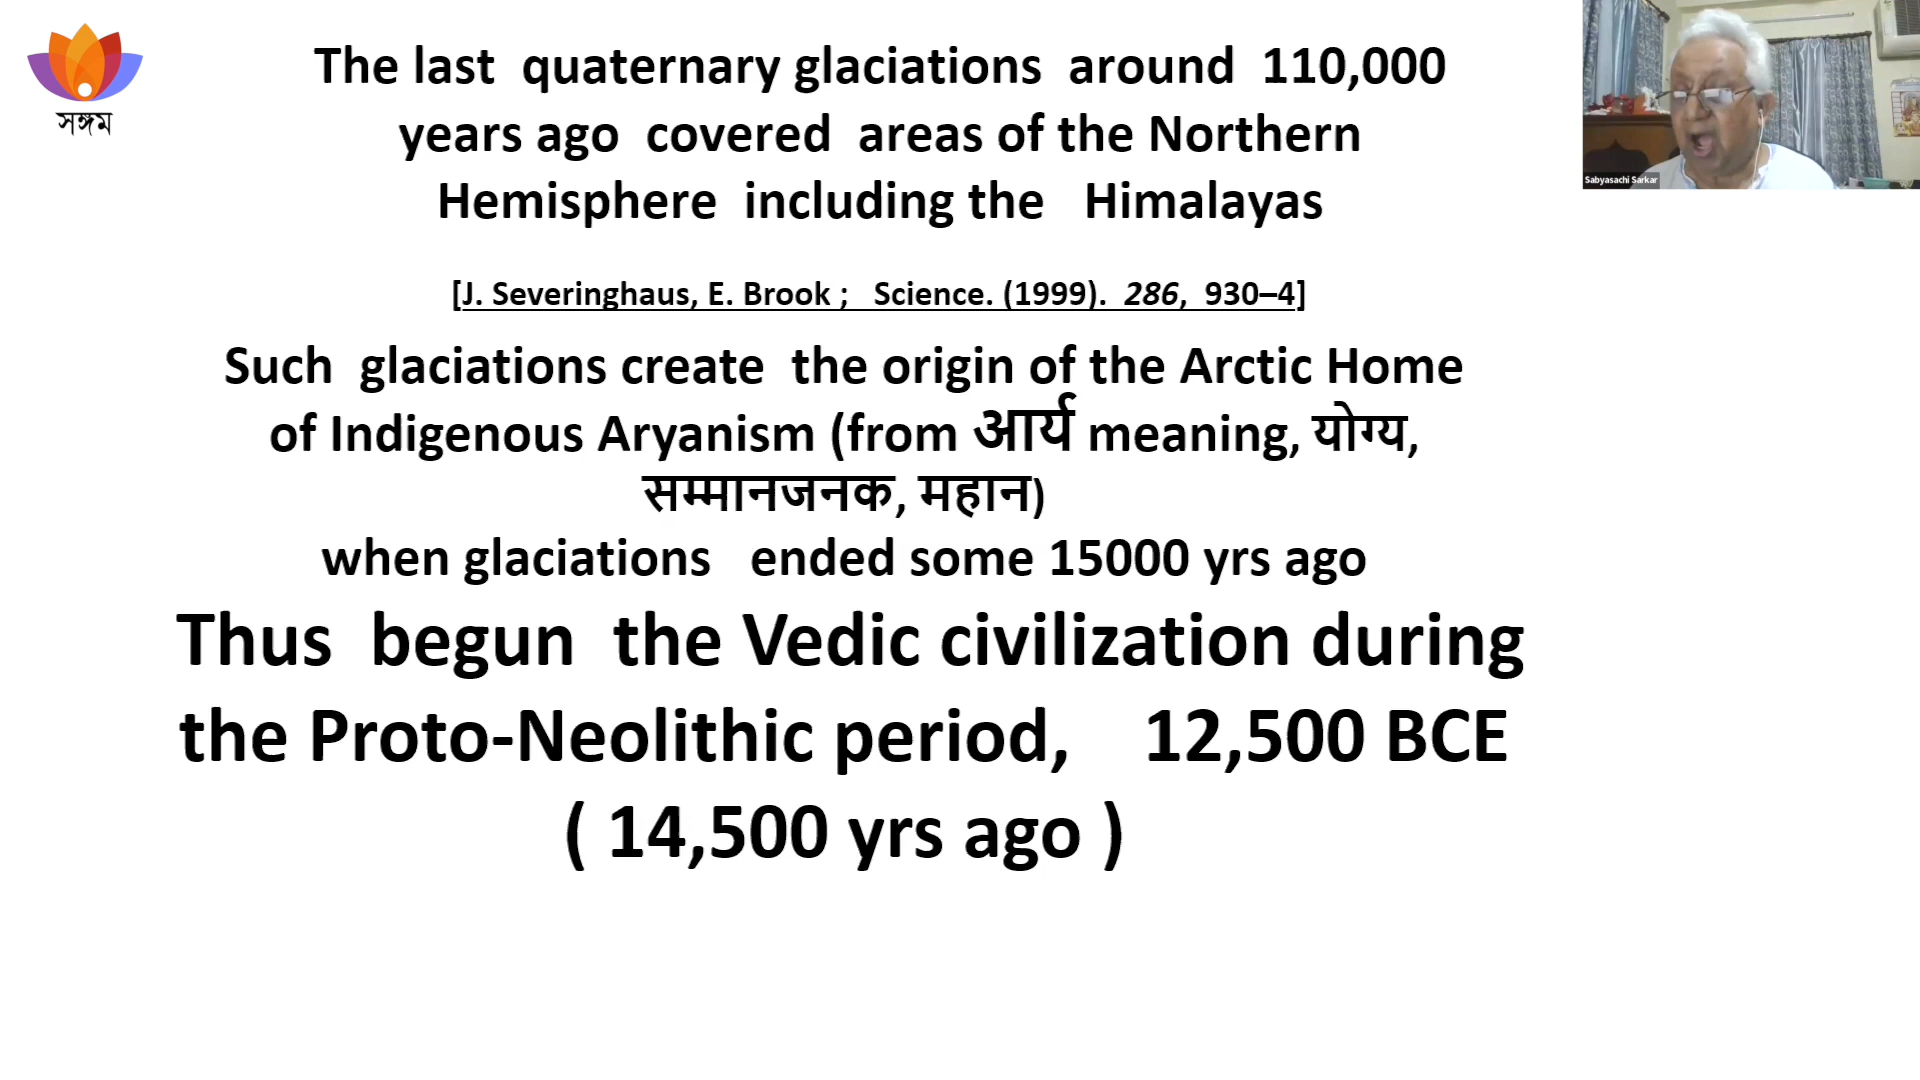 সঙ্গম
The last quaternary glaciations around 110,000
years ago covered areas of the Northern
Hemisphere including the Himalayas
[J. Severinghaus, E. Brook ; Science. (1999). 286, 930–4]
Such glaciations create the origin of the Arctic Home
of Indigenous Aryanism (from आर्य meaning, योग्य,
सम्मानजनक, महान)
when glaciations ended some 15000 yrs ago
Thus begun the Vedic civilization during
the Proto-Neolithic period, 12,500 BCE
( 14,500 yrs ago )
Sabyasachi Sarkar